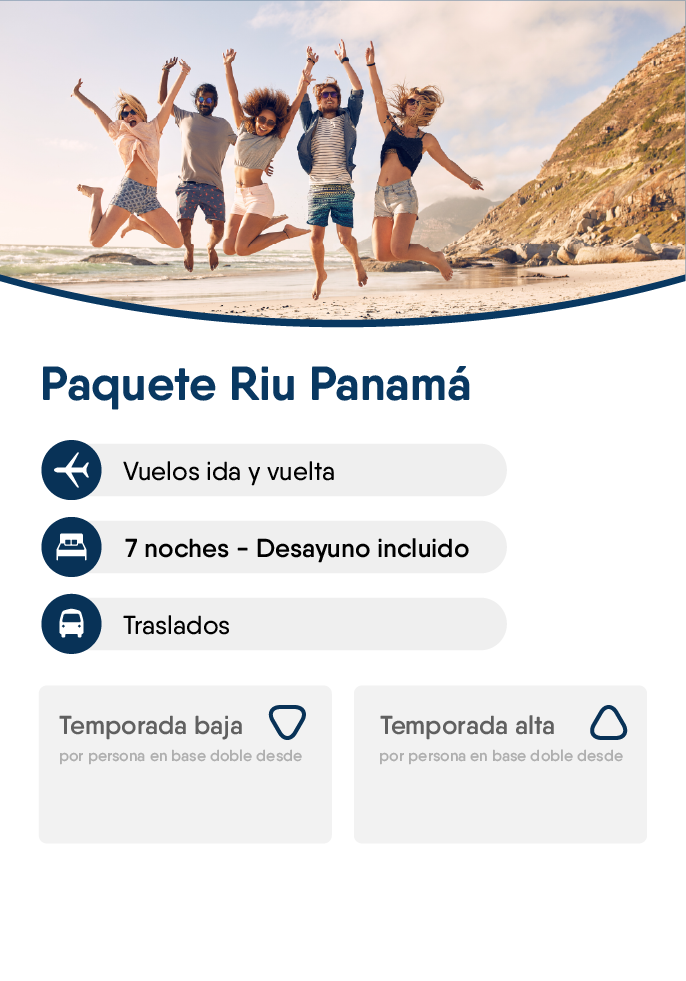 Paquete Riu Panamá
Vuelos ida y vuelta
7 noches - Desayuno incluido
Traslados
Temporada baja
por persona en base doble desde
Temporada alta
por persona en base doble desde